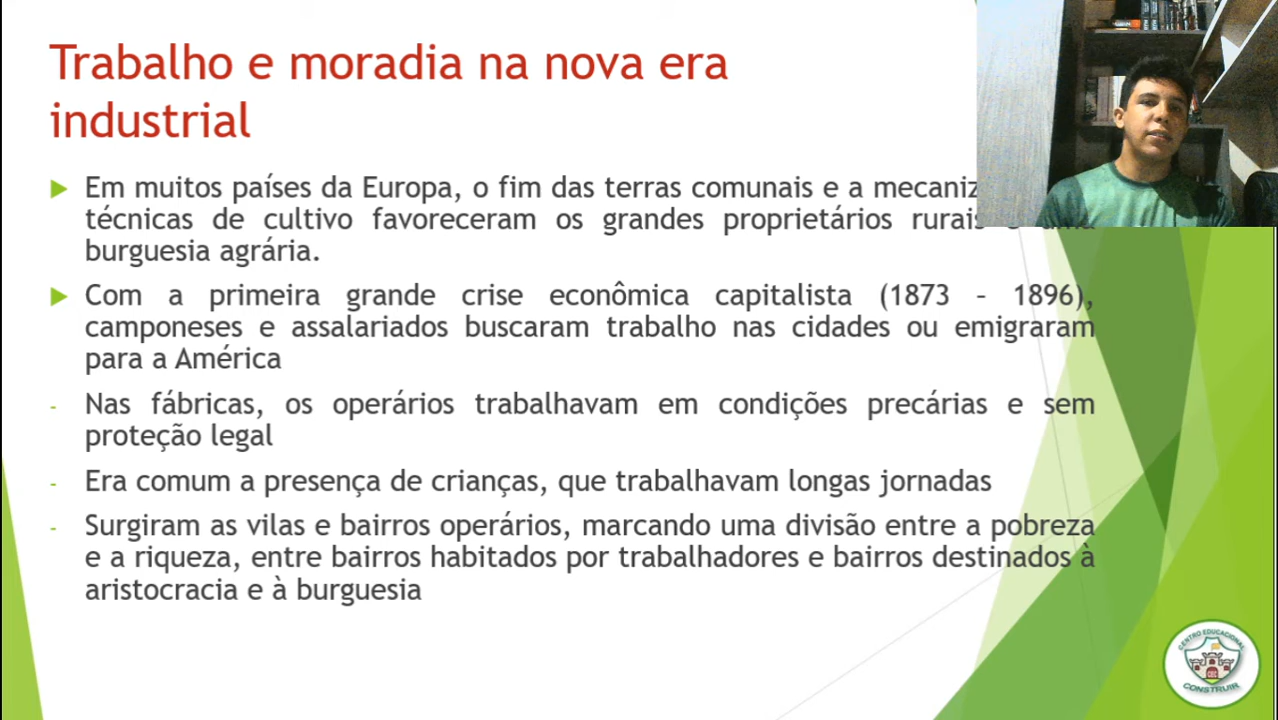 Trabalho e moradia na nova era
industrial
Em muitos países da Europa, o fim das terras comunais e a
técnicas de cultivo favoreceram os grandes proprietários rurais
burguesia agrária.
Com a primeira grande crise econômica capitalista (1873 – 1896),
camponeses e assalariados buscaram trabalho nas cidades ou emigraram
para a América
- Nas fábricas, os operários trabalhavam em condições precárias e sem
proteção legal
- Era comum a presença de crianças, que trabalhavam longas jornadas
- Surgiram as vilas e bairros operários, marcando uma divisão entre a pobreza
e a riqueza, entre bairros habitados por trabalhadores e bairros destinados à
aristocracia e à burguesia
CENTRO EDUCACIONAL
CEC
CONSTRUIR